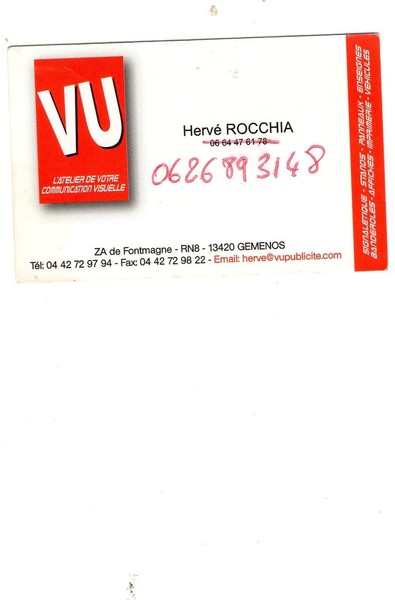 VU
L'ATELIER DE VOTRE
COMMUNICATION VISUELLE
Hervé ROCCHIA
06 64 47 61 78
0626893148
ZA de Fontmagne - RN8 - 13420 GEMENOS
Tél: 04 42 72 97 94 - Fax: 04 42 72 98 22 - Email: herve@vupublicite.com
SIGNALETIQUE - STANDS - PANNEAUX - ENSEIGNES
BANDEROLES - AFFICHES - IMPRIMERIE - VEHICULES